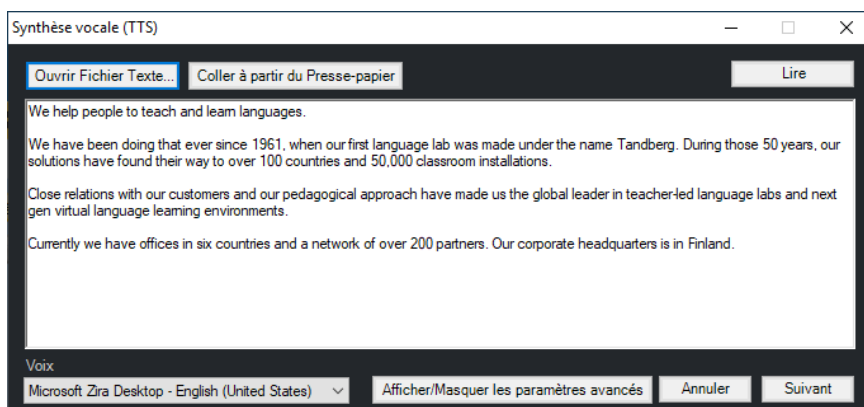 Synthèse vocale (TTS)
Ouvrir Fichier Texte... Coller à partir du Presse-papier Lire
We help people to teach and learn languages.
We have been doing that ever since 1961, when our first language lab was made under the name Tandberg. During those 50 years, our
solutions have found their way to over 100 countries and 50,000 classroom installations.
Close relations with our customers and our pedagogical approach have made us the global leader in teacher-led language labs and next
gen virtual language learning environments.
Currently we have offices in six countries and a network of over 200 partners. Our corporate headquarters is in Finland.
Voix
Microsoft Zira Desktop - English (United States) Afficher/Masquer les paramètres avancés Annuler Suivant